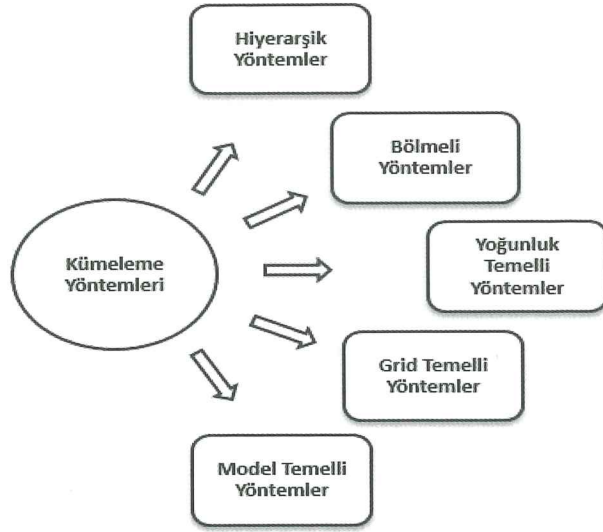 Hiyerarşik
Yöntemler
Bölmeli
Yöntemler
Kümeleme
Yöntemleri
Yoğunluk
Temelli
Yöntemler
Grid Temelli
Yöntemler
Model Temelli
Yöntemler